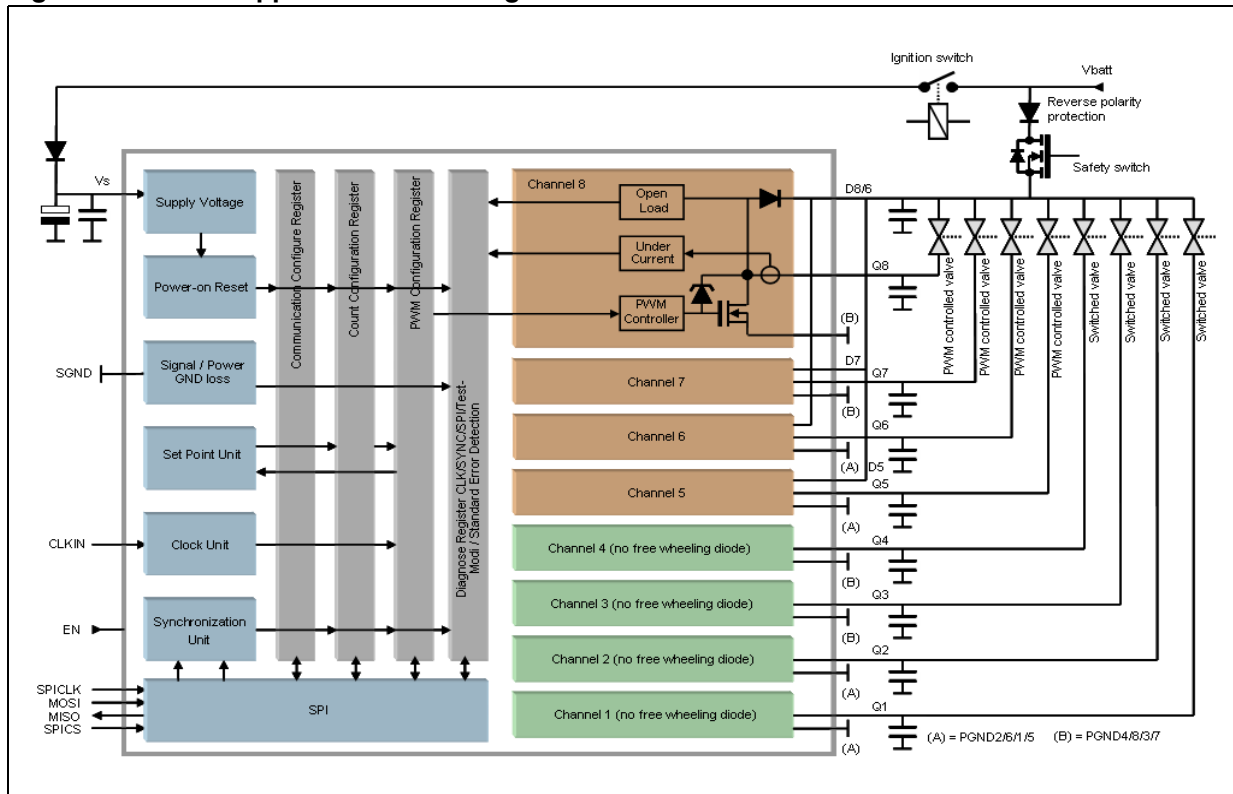 Ignition switch
Vbatt
Reverse polarity
protection
Safety switch
Vs
Supply Voltage
Power-on Reset
SGND
Signal / Power
GND loss
Set Point Unit
CLKIN
Clock Unit
EN
Synchronization
Unit
SPICLK
MOSI
MISO
SPICS
SPI
Communication Configure Register
Count Configuration Register
PWM Configuration Register
Diagnose Register CLK/SYNC/SPI/Test-
Modi / Standard Error Detection
Channel 8
Open
Load
Under
Current
PWM
Controller
D8/6
Q8
(B)
Channel 7
D7
Q7
(B)
Channel 6
Q6
(A)
D5
Channel 5
Q5
(A)
Channel 4 (no free wheeling diode)
Q4
(B)
Channel 3 (no free wheeling diode)
Q3
(B)
Channel 2 (no free wheeling diode)
Q2
(A)
Channel 1 (no free wheeling diode)
Q1
(A)
PWM controlled valve
PWM controlled valve
PWM controlled valve
PWM controlled valve
Switched valve
Switched valve
Switched valve
Switched valve
(A) = PGND2/6/1/5
(B) = PGND4/8/3/7